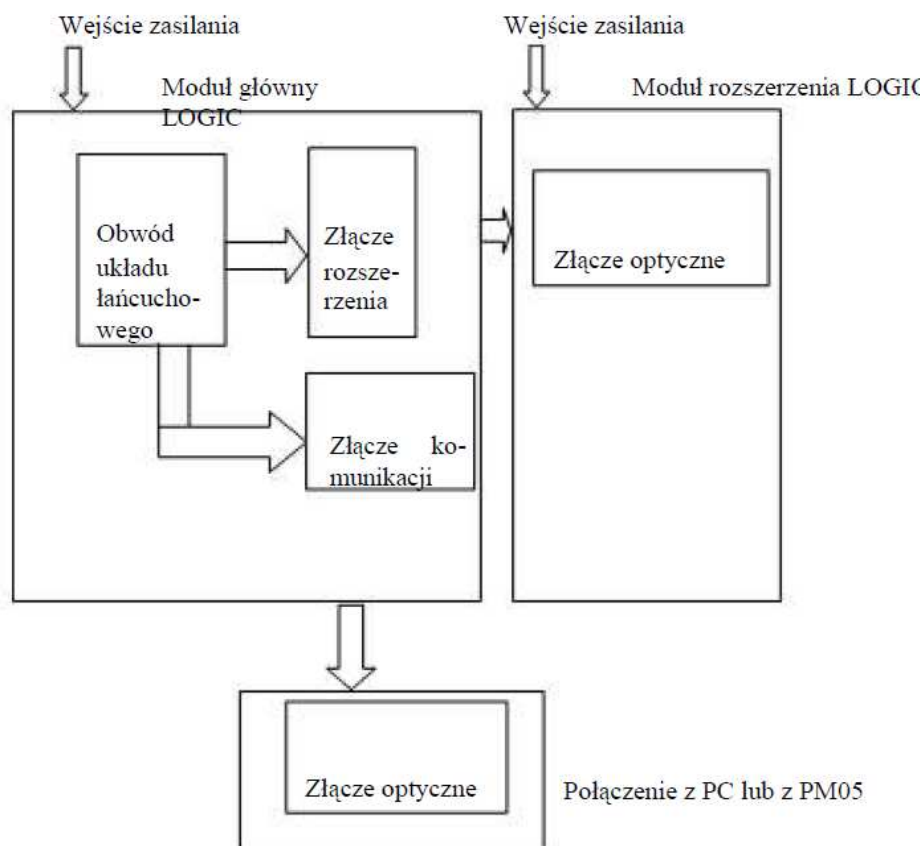 Wejście zasilania
Wejście zasilania
Moduł główny
LOGIC
Moduł rozszerzenia LOGIC
Obwód
układu
łańcucho-
wego
Złącze
rozsze-
rzenia
Złącze optyczne
Złącze ko-
munikacji
Złącze optyczne
Połączenie z PC lub z PM05